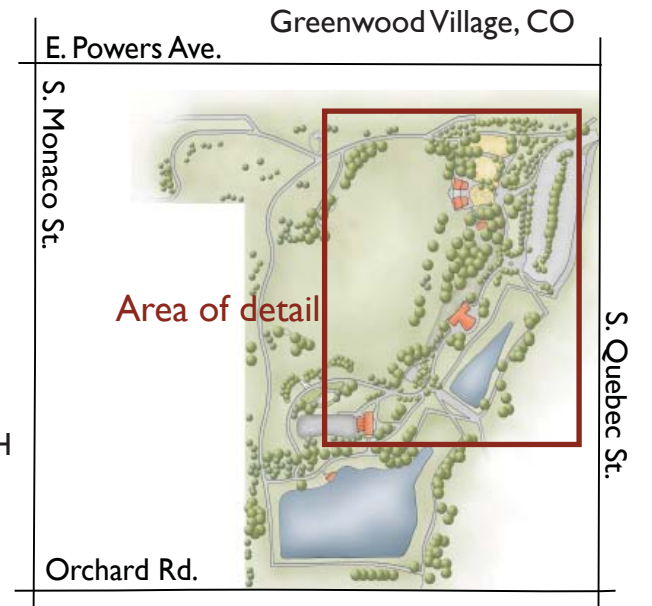 Greenwood Village, CO
E. Powers Ave.
S. Monaco St.
Area of detail
S. Quebec St.
H
Orchard Rd.